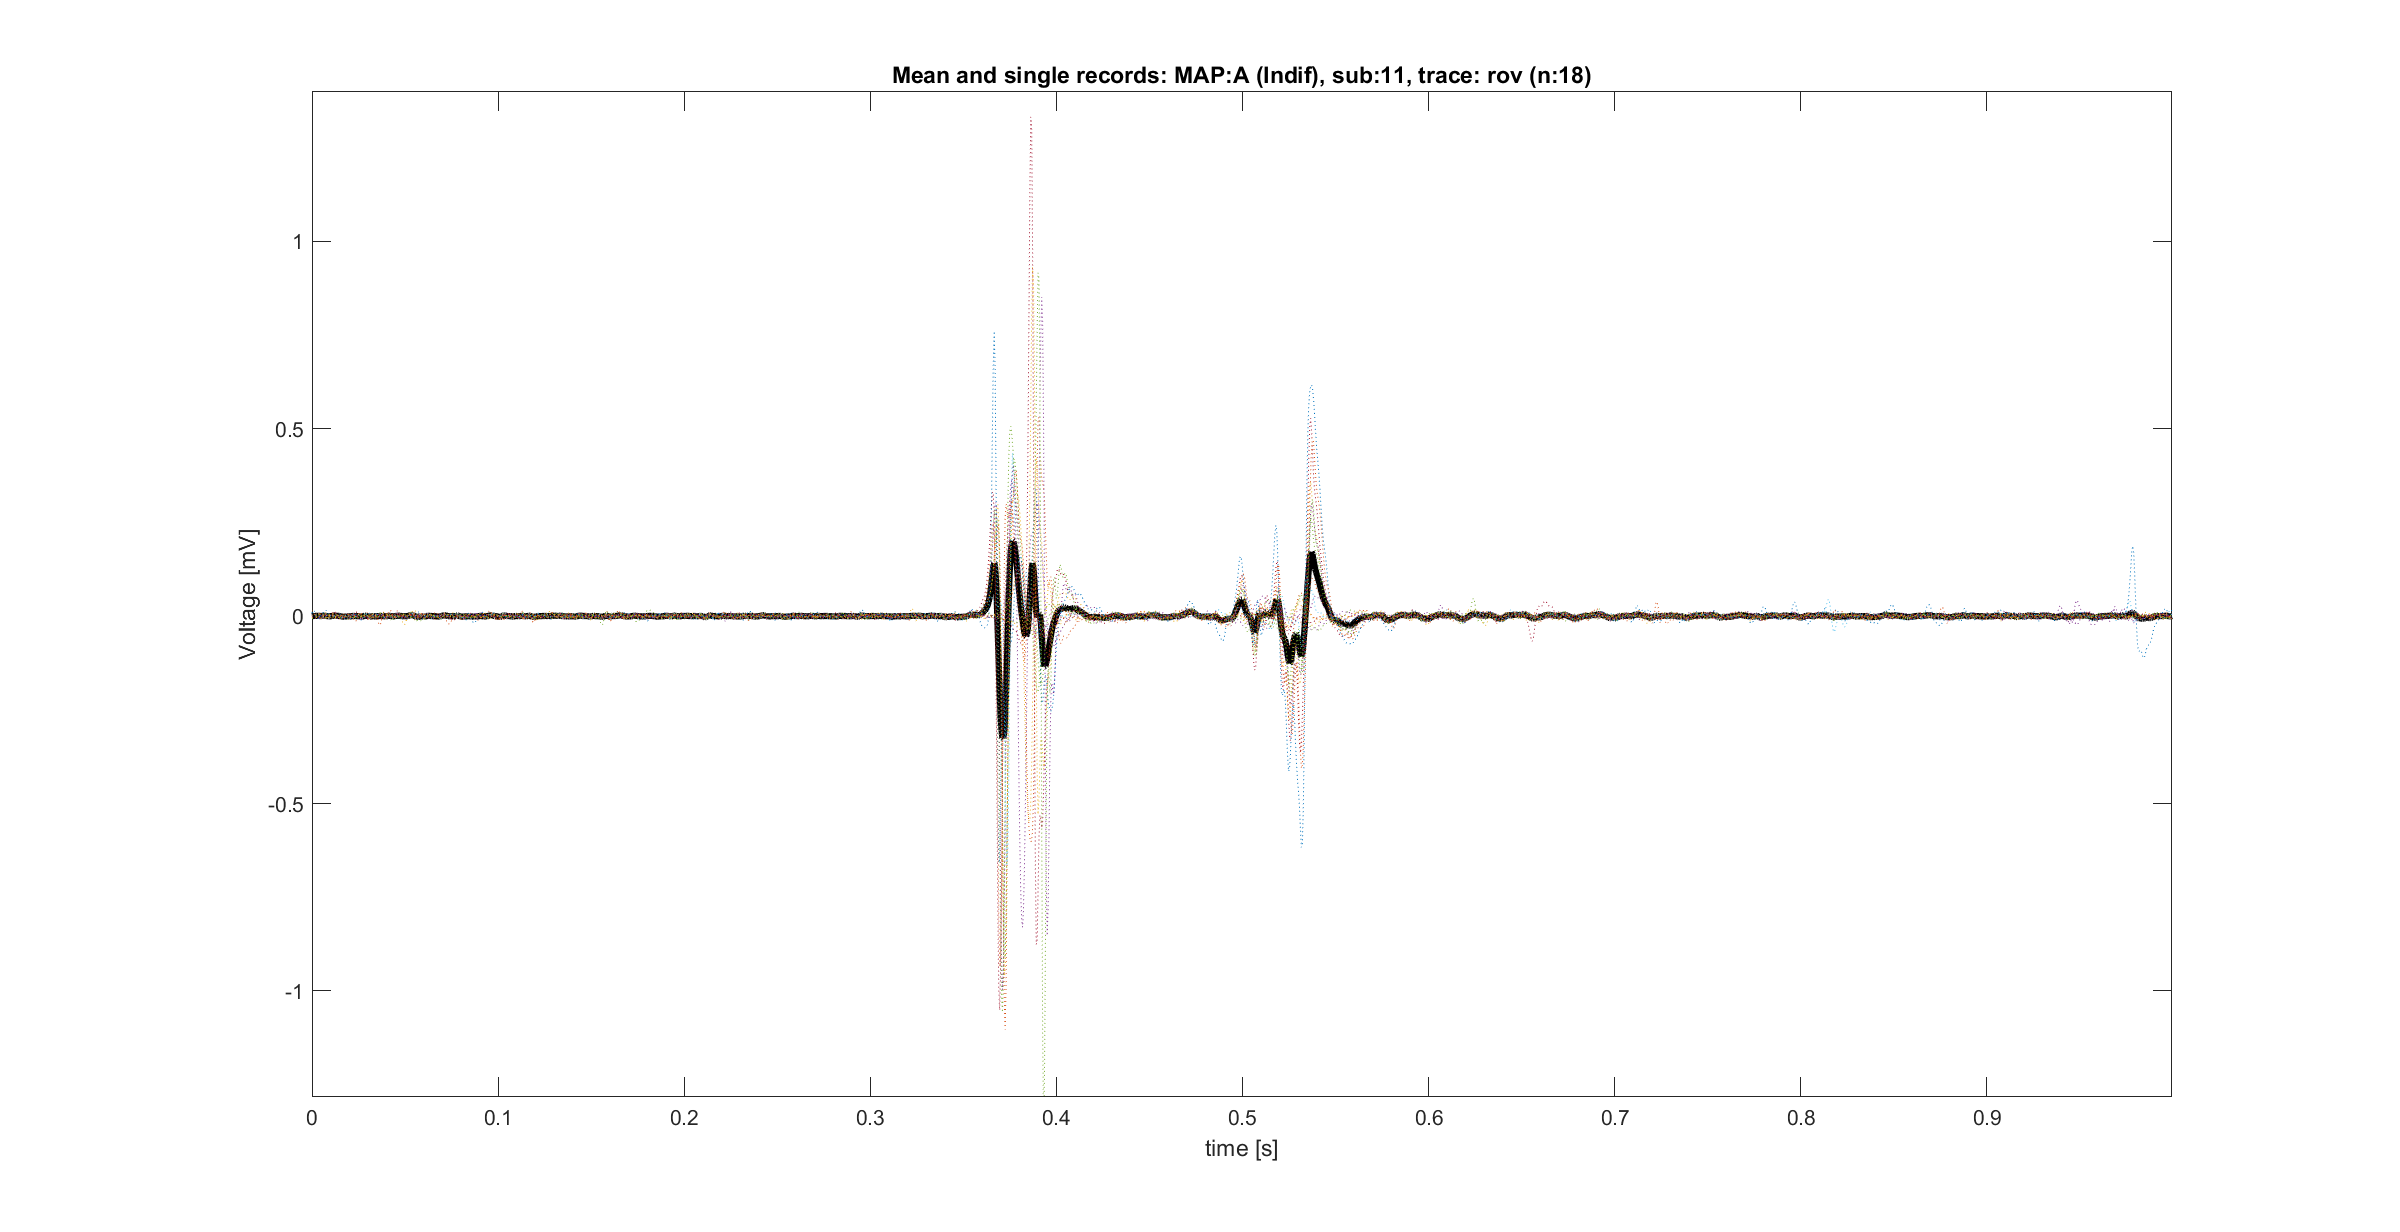 Mean and single records: MAP:A (Indif), sub:11, trace: rov (n:18)
1
0.5
0
-0.5
-1
Voltage [mV]
0 0.1 0.2 0.3 0.4 0.5 0.6 0.7 0.8 0.9
time [s]